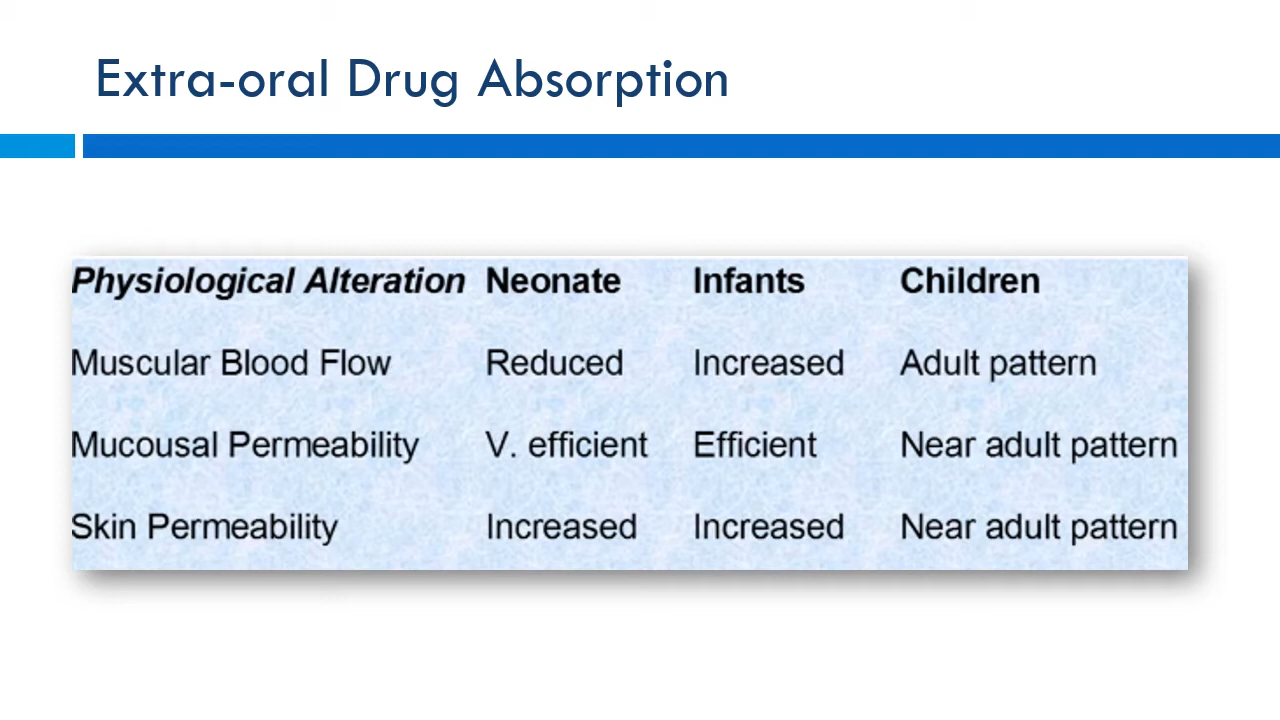 Extra-oral Drug Absorption
Physiological Alteration Neonate Infants Children
Muscular Blood Flow Reduced Increased Adult pattern
Mucousal Permeability V. efficient Efficient Near adult pattern
Skin Permeability Increased Increased Near adult pattern